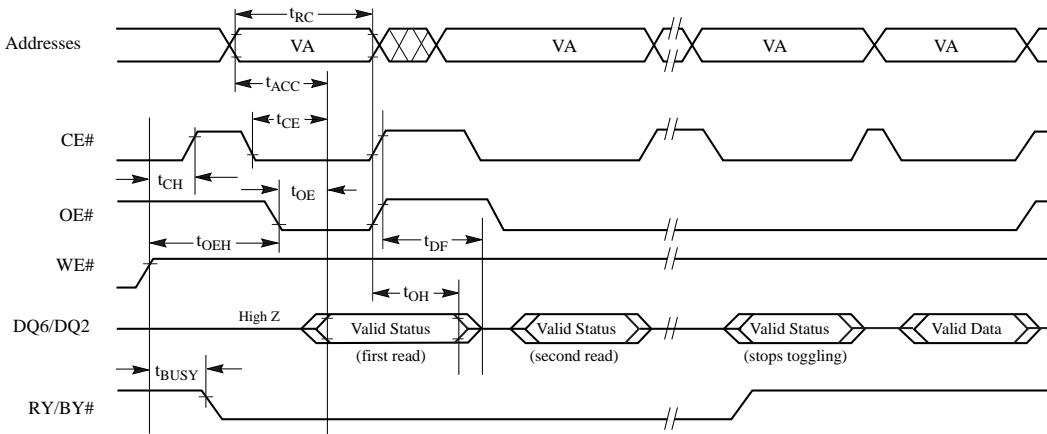 tRC
Addresses VA VA VA VA
tACC
tCE
CE#
tCH tOE
OE#
tOEH tDF
WE#
tOH
DQ6/DQ2 High Z Valid Status Valid Status Valid Status Valid Data
(first read) (second read) (stops toggling)
tBUSY
RY/BY#